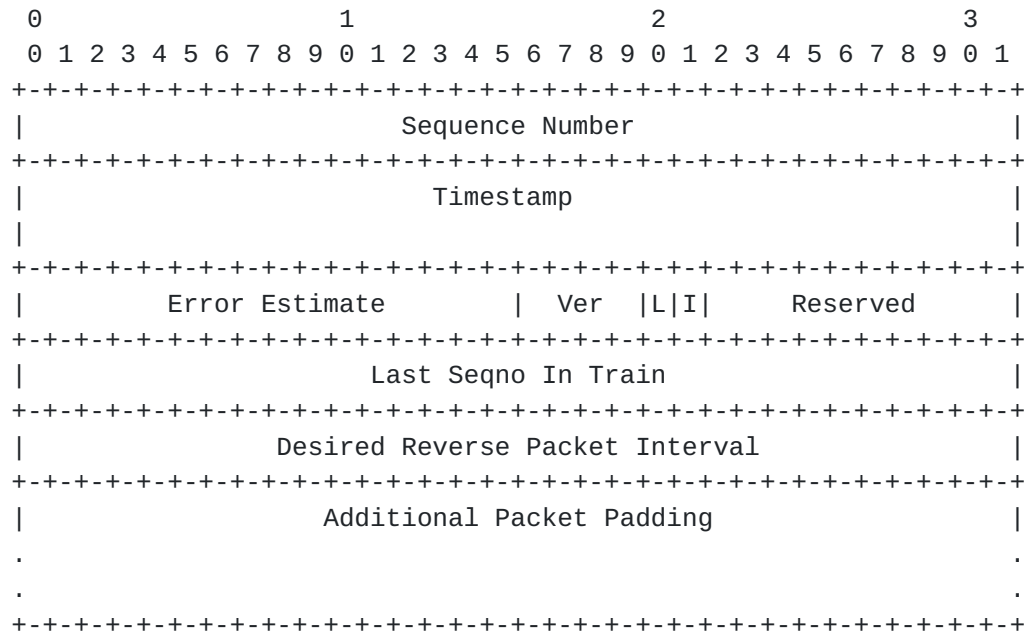 0                   1                   2                   3
 0 1 2 3 4 5 6 7 8 9 0 1 2 3 4 5 6 7 8 9 0 1 2 3 4 5 6 7 8 9 0 1
+-+-+-+-+-+-+-+-+-+-+-+-+-+-+-+-+-+-+-+-+-+-+-+-+-+-+-+-+-+-+-+-+
|                        Sequence Number                        |
+-+-+-+-+-+-+-+-+-+-+-+-+-+-+-+-+-+-+-+-+-+-+-+-+-+-+-+-+-+-+-+-+
|                          Timestamp                            |
|                                                               |
+-+-+-+-+-+-+-+-+-+-+-+-+-+-+-+-+-+-+-+-+-+-+-+-+-+-+-+-+-+-+-+-+
|         Error Estimate        |  Ver  |L|I|     Reserved      |
+-+-+-+-+-+-+-+-+-+-+-+-+-+-+-+-+-+-+-+-+-+-+-+-+-+-+-+-+-+-+-+-+
|                      Last Seqno In Train                      |
+-+-+-+-+-+-+-+-+-+-+-+-+-+-+-+-+-+-+-+-+-+-+-+-+-+-+-+-+-+-+-+-+
|                Desired Reverse Packet Interval                |
+-+-+-+-+-+-+-+-+-+-+-+-+-+-+-+-+-+-+-+-+-+-+-+-+-+-+-+-+-+-+-+-+
|                   Additional Packet Padding                   |
.                                                               .
.                                                               .
+-+-+-+-+-+-+-+-+-+-+-+-+-+-+-+-+-+-+-+-+-+-+-+-+-+-+-+-+-+-+-+-+